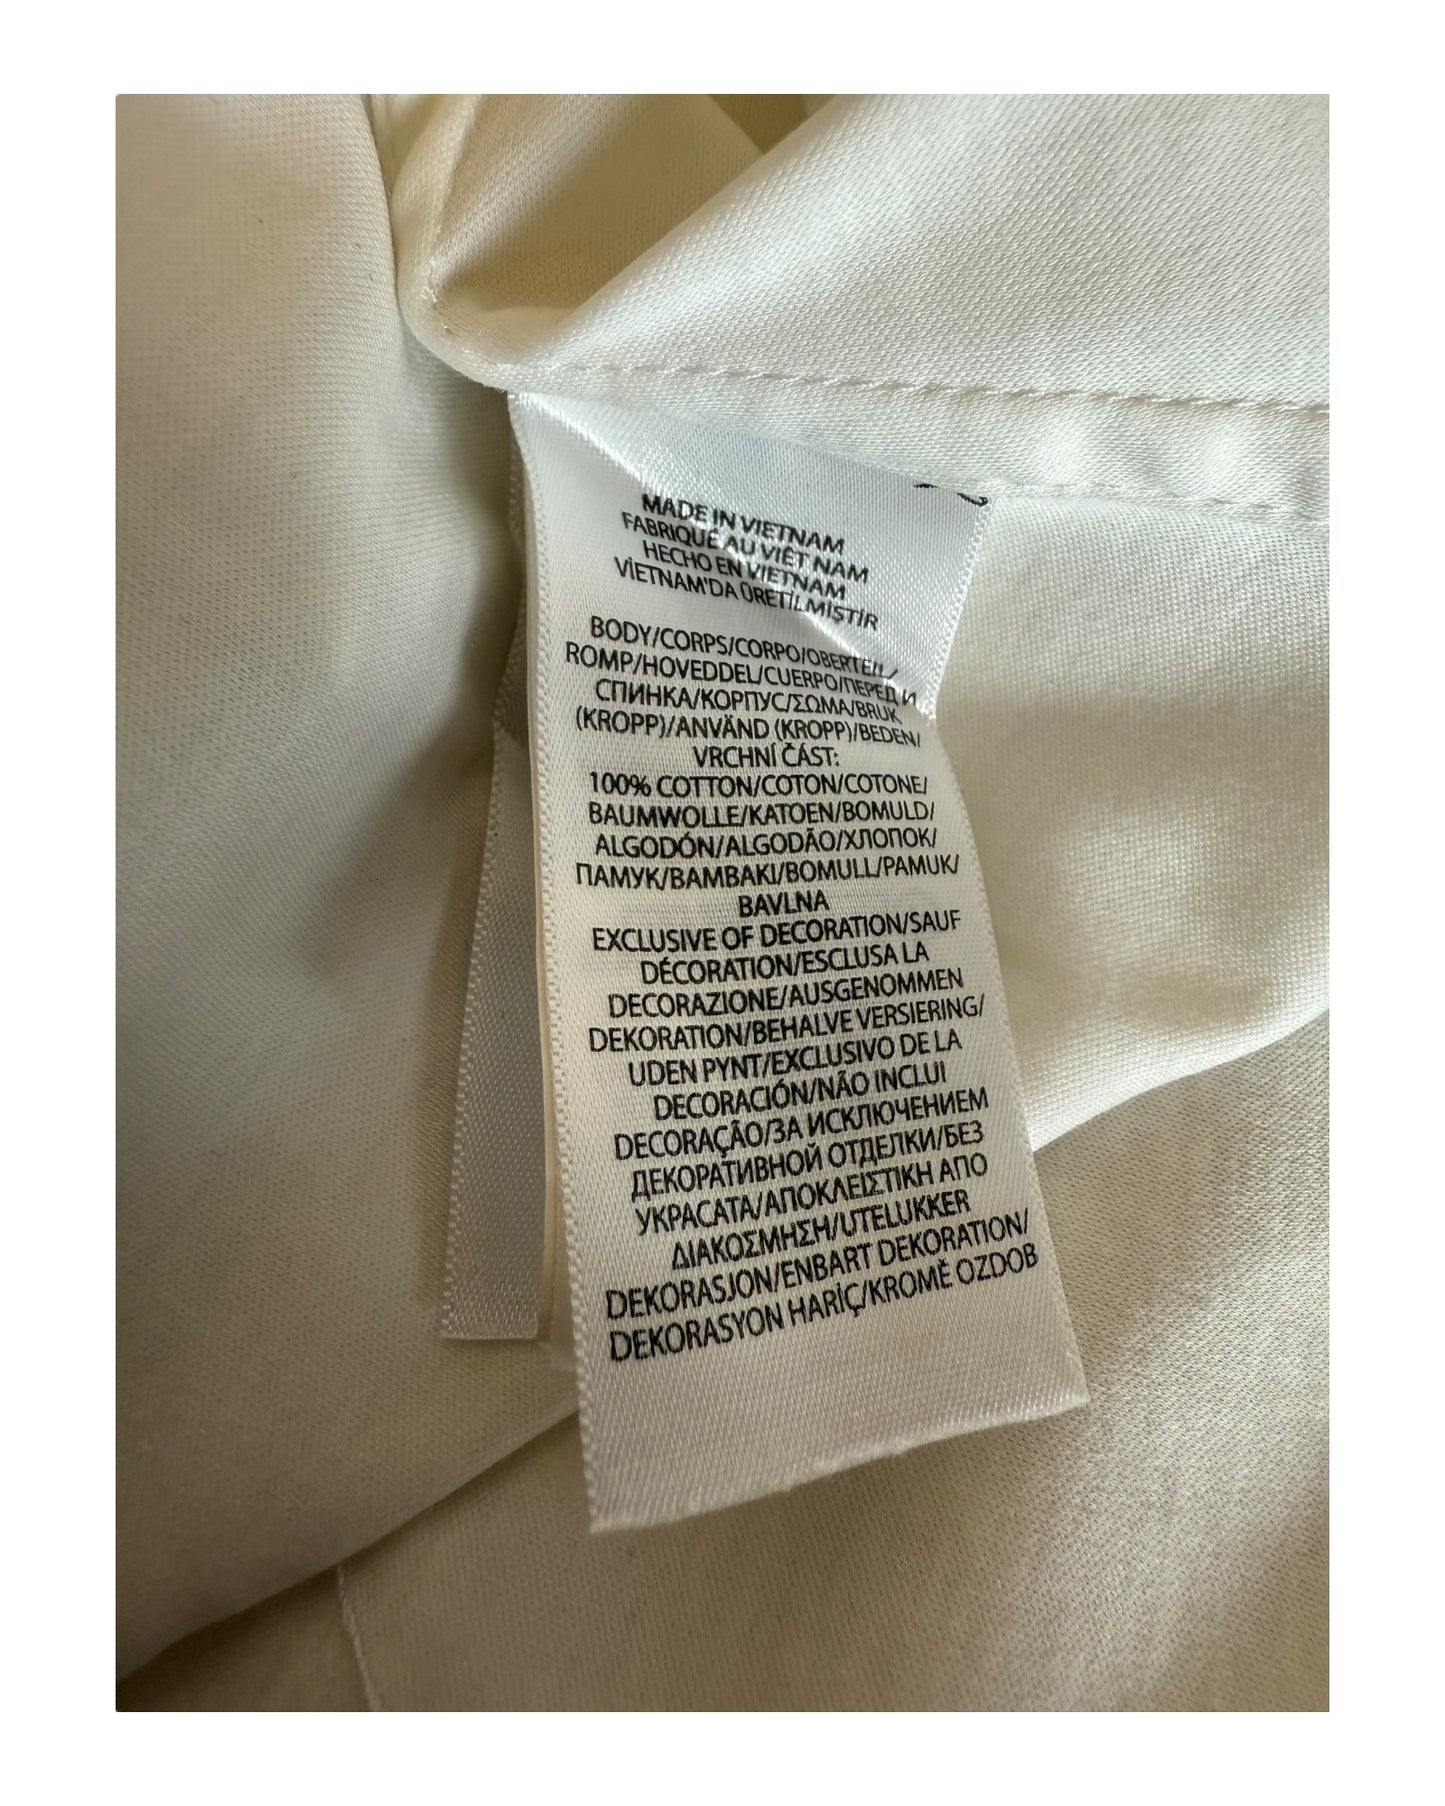 MADE IN VIETNAM
FABRIQUÉ AU VIÊT NAM
HECHO EN VIETNAM
VİETNAM'DA ÜRETİLMİŞTİR
BODY/CORPS/CORPO/OBERTEIL/
ROMP/HOVEDDEL/CUERPO/ПЕРЕД И
СПИНКА/КОРПУС/ΣΩΜΑ/BRUK
(KROPP)/ANVÄND (KROPP)/BEDEN/
VRCHNÍ ČÁST:
100% COTTON/COTON/COTONE/
BAUMWOLLE/KATOEN/BOMULD/
ALGODÓN/ALGODÃO/ХЛОПОК/
ПАМУК/BAMBAKI/BOMULL/PAMUK/
BAVLNA
EXCLUSIVE OF DECORATION/SAUF
DÉCORATION/ESCLUSA LA
DECORAZIONE/AUSGENOMMEN
DEKORATION/BEHALVE VERSIERING/
UDEN PYNT/EXCLUSIVO DE LA
DECORACIÓN/NÃO INCLUI
DECORAÇÃO/ЗА ИСКЛЮЧЕНИЕМ
ДЕКОРАТИВНОЙ ОТДЕЛКИ/БЕЗ
УКРАСАТА/ΑΠΟΚΛΕΙΣΤΙΚΗ ΑΠΟ
ΔΙΑΚΟΣΜΗΣΗ/UTELUKKER
DEKORASJON/ENBART DEKORATION/
DEKORASYON HARİÇ/KROMĚ OZDOB